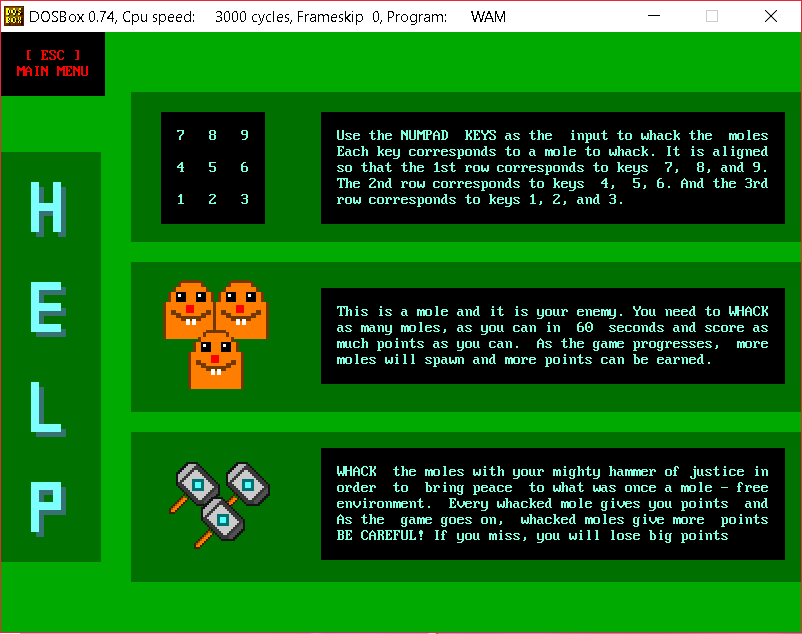 DOS BOX DOSBox 0.74, Cpu speed: 3000 cycles, Frameskip 0, Program: WAM
[ ESC ]
MAIN MENU
HELP
7 8 9
4 5 6
1 2 3
Use the NUMPAD KEYS as the input to whack the moles
Each key corresponds to a mole to whack. It is aligned
so that the 1st row corresponds to keys 7, 8, and 9.
The 2nd row corresponds to keys 4, 5, 6. And the 3rd
row corresponds to keys 1, 2, and 3.
This is a mole and it is your enemy. You need to WHACK
as many moles, as you can in 60 seconds and score as
much points as you can. As the game progresses, more
moles will spawn and more points can be earned.
WHACK the moles with your mighty hammer of justice in
order to bring peace to what was once a mole - free
environment. Every whacked mole gives you points and
As the game goes on, whacked moles give more points
BE CAREFUL! If you miss, you will lose big points